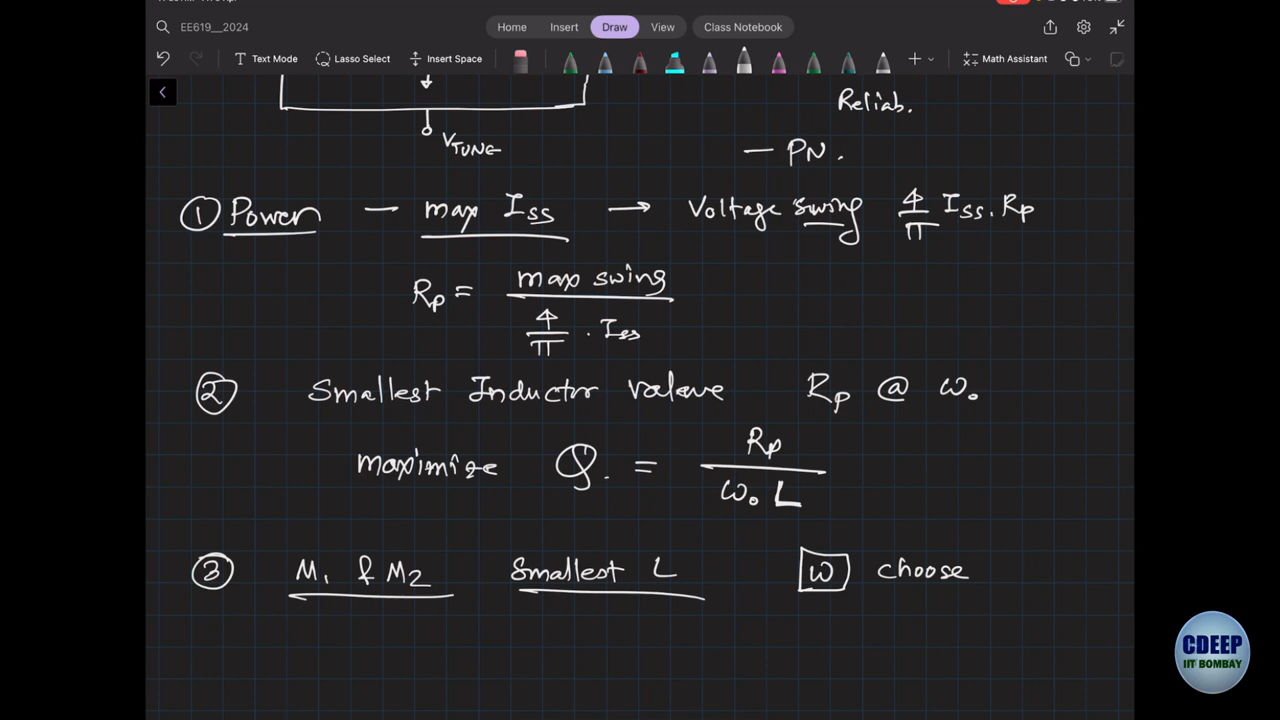 EE619__2024
Home Insert Draw View Class Notebook
Text Mode Lasso Select Insert Space Math Assistant
Reliab.
VTUNE
— PN.
① Power — max Iss → Voltage swing 4/π Iss. Rp
Rp = max swing / 4/π . Iss
② Smallest Inductor valave Rp @ ω₀
maximize Q. = Rp / ω₀ L
③ M₁ & M₂ Smallest L W choose
CDEEP
IIT BOMBAY